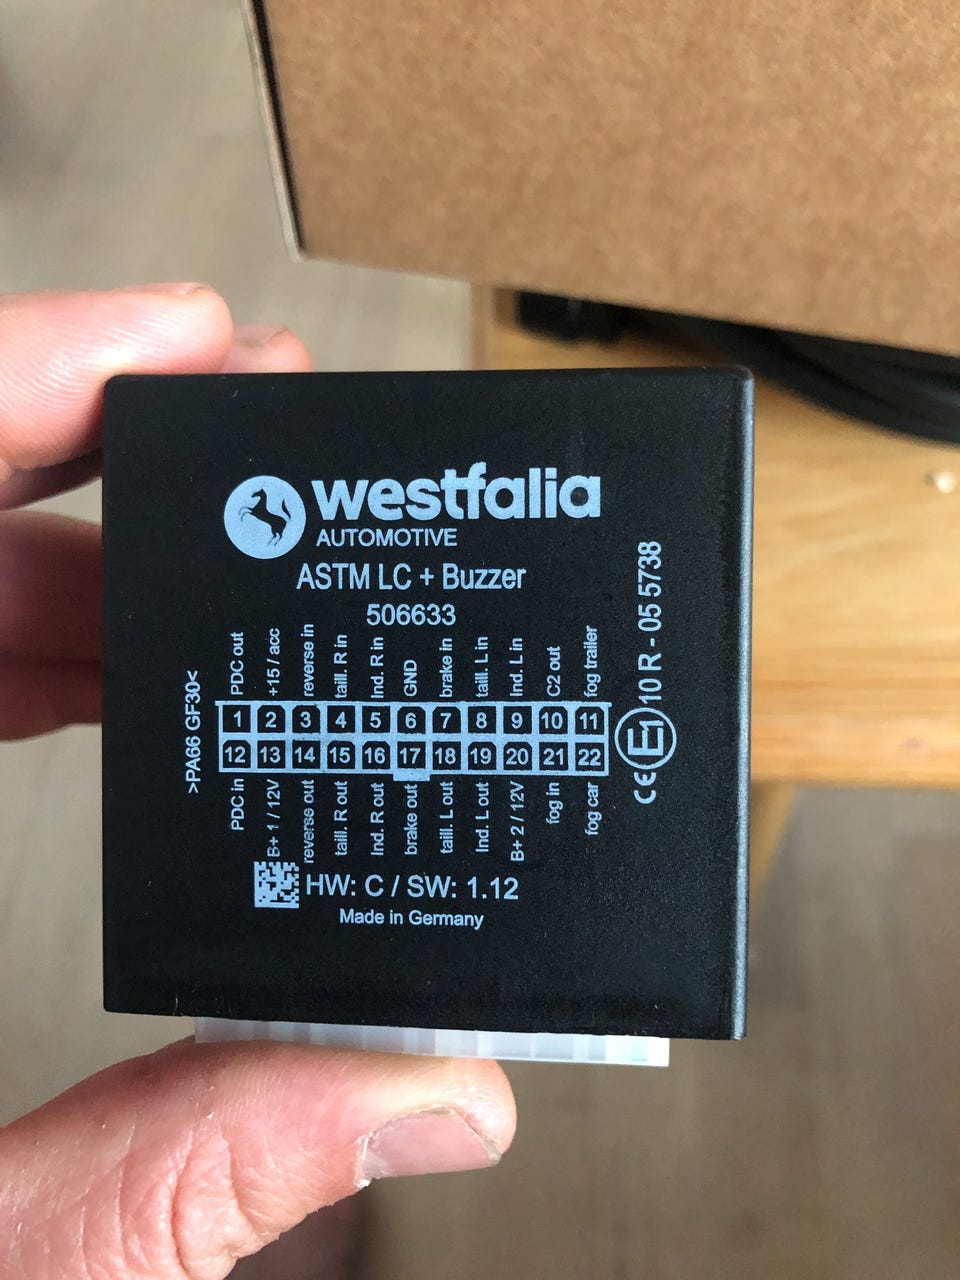 westfalia
AUTOMOTIVE
ASTM LC + Buzzer
506633
PDC out
+15 / acc
reverse in
taill. R in
Ind. R in
GND
brake in
taill. L in
Ind. L in
C2 out
fog trailer
1 2 3 4 5 6 7 8 9 10 11
12 13 14 15 16 17 18 19 20 21 22
PDC in
B+ 1 / 12V
reverse out
taill. R out
Ind. R out
brake out
taill. L out
Ind. L out
B+ 2 / 12V
fog in
fog car
HW: C / SW: 1.12
Made in Germany
>PA66 GF30<
CE E1 10 R - 05 5738